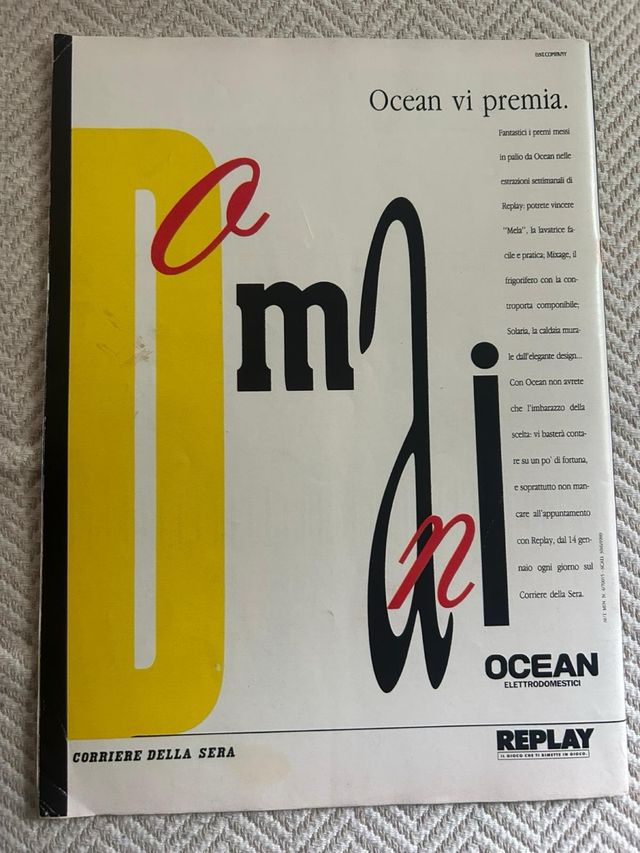 Ocean vi premia.
Fantastici i premi messi
in palio da Ocean nelle
estrazioni settimanali di
Replay: potrete vincere
"Mela", la lavatrice fa-
cile e pratica; Mixage, il
frigorifero con la con-
troporta componibile;
Solaria, la caldaia mura-
le dall'elegante design...
Con Ocean non avrete
che l'imbarazzo della
scelta: vi basterà conta-
re su un po' di fortuna,
e soprattutto non man-
care all'appuntamento
con Replay, dal 14 gen-
naio ogni giorno sul
Corriere della Sera.
Domani
OCEAN
ELETTRODOMESTICI
CORRIERE DELLA SERA
REPLAY
IL GIOCO CHE TI RIMETTE IN GIOCO.